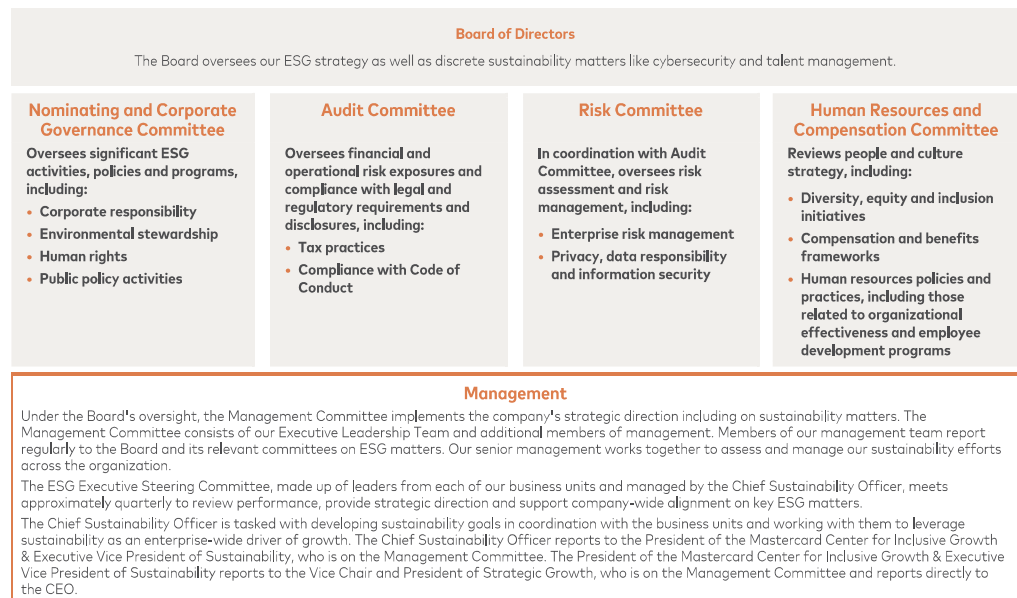 Board of Directors
The Board oversees our ESG strategy as well as discrete sustainability matters like cybersecurity and talent management.
Nominating and Corporate
Governance Committee
Oversees significant ESG
activities, policies and programs,
including:
• Corporate responsibility
• Environmental stewardship
• Human rights
• Public policy activities
Audit Committee
Oversees financial and
operational risk exposures and
compliance with legal and
regulatory requirements and
disclosures, including:
• Tax practices
• Compliance with Code of
Conduct
Risk Committee
In coordination with Audit
Committee, oversees risk
assessment and risk
management, including:
• Enterprise risk management
• Privacy, data responsibility
and information security
Human Resources and
Compensation Committee
Reviews people and culture
strategy, including:
• Diversity, equity and inclusion
initiatives
• Compensation and benefits
frameworks
• Human resources policies and
practices, including those
related to organizational
effectiveness and employee
development programs
Management
Under the Board's oversight, the Management Committee implements the company's strategic direction including on sustainability matters. The
Management Committee consists of our Executive Leadership Team and additional members of management. Members of our management team report
regularly to the Board and its relevant committees on ESG matters. Our senior management works together to assess and manage our sustainability efforts
across the organization.
The ESG Executive Steering Committee, made up of leaders from each of our business units and managed by the Chief Sustainability Officer, meets
approximately quarterly to review performance, provide strategic direction and support company-wide alignment on key ESG matters.
The Chief Sustainability Officer is tasked with developing sustainability goals in coordination with the business units and working with them to leverage
sustainability as an enterprise-wide driver of growth. The Chief Sustainability Officer reports to the President of the Mastercard Center for Inclusive Growth
& Executive Vice President of Sustainability, who is on the Management Committee. The President of the Mastercard Center for Inclusive Growth & Executive
Vice President of Sustainability reports to the Vice Chair and President of Strategic Growth, who is on the Management Committee and reports directly to
the CEO.